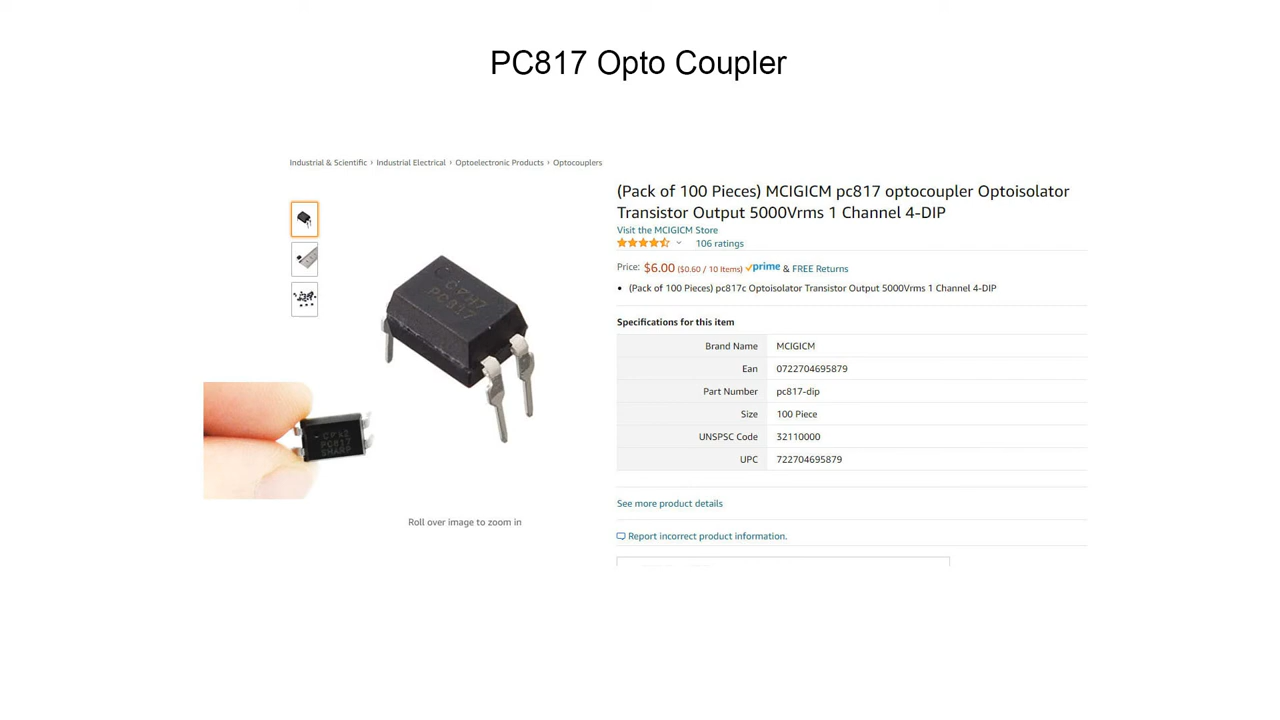 PC817 Opto Coupler
Industrial & Scientific › Industrial Electrical › Optoelectronic Products › Optocouplers
(Pack of 100 Pieces) MCIGICM pc817 optocoupler Optoisolator
Transistor Output 5000Vrms 1 Channel 4-DIP
Visit the MCIGICM Store
106 ratings
Price: $6.00 ($0.60 / 10 Items) prime & FREE Returns
• (Pack of 100 Pieces) pc817c Optoisolator Transistor Output 5000Vrms 1 Channel 4-DIP
Specifications for this item
Brand Name MCIGICM
Ean 0722704695879
Part Number pc817-dip
Size 100 Piece
UNSPSC Code 32110000
UPC 722704695879
See more product details
Report incorrect product information.
PC817
PC817
SHARP
Roll over image to zoom in